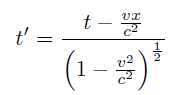 t' = \frac{t - \frac{vx}{c^2}}{\left(1 - \frac{v^2}{c^2}\right)^{\frac{1}{2}}}